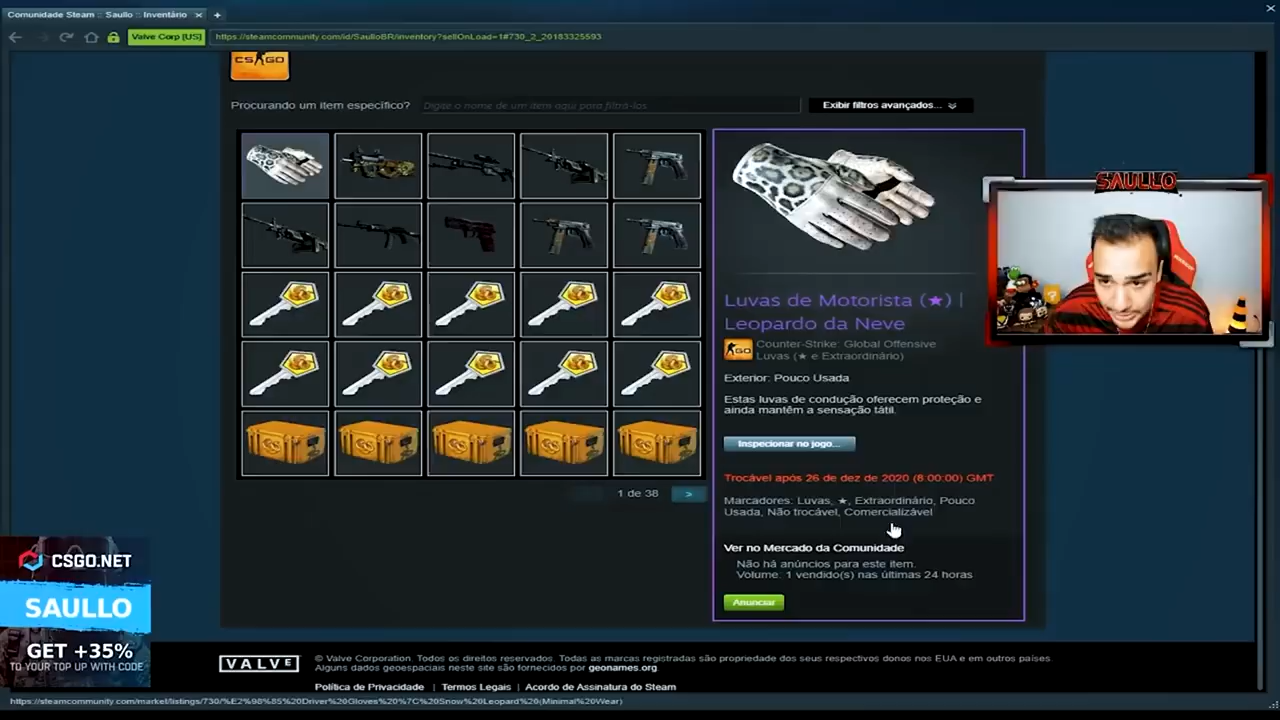 Comunidade Steam :: Saullo :: Inventário
Valve Corp [US]
https://steamcommunity.com/id/SaulloBR/inventory?sellOnLoad=1#730_2_20183325593
CS GO
Procurando um item específico?
Digite o nome de um item aqui para filtrá-los
Exibir filtros avançados...
SAULLO
Luvas de Motorista (★) |
Leopardo da Neve
Counter-Strike: Global Offensive
Luvas (★ e Extraordinário)
Exterior: Pouco Usada
Estas luvas de condução oferecem proteção e
ainda mantêm a sensação tátil.
Inspecionar no jogo...
Trocável após 26 de dez de 2020 (8:00:00) GMT
1 de 38
>
Marcadores: Luvas, ★, Extraordinário, Pouco
Usada, Não trocável, Comercializável
Ver no Mercado da Comunidade
Não há anúncios para este item.
Volume: 1 vendido(s) nas últimas 24 horas
Anunciar
CSGO.NET
SAULLO
GET +35%
TO YOUR TOP UP WITH CODE
VALVE
© Valve Corporation. Todos os direitos reservados. Todas as marcas registradas são propriedade dos seus respectivos donos nos EUA e em outros países.
Alguns dados geoespaciais neste site são fornecidos por geonames.org.
Política de Privacidade | Termos Legais | Acordo de Assinatura do Steam
https://steamcommunity.com/market/listings/730/%E2%98%85%20Driver%20Gloves%20%7C%20Snow%20Leopard%20(Minimal%20Wear)